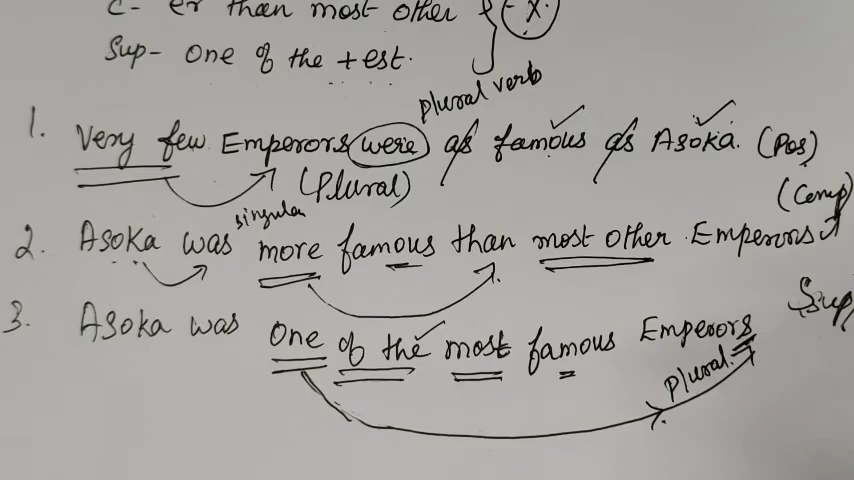 C- er than most other
- X.
Sup- One of the + est.
plural verb
1. Very few Emperors were as famous as Asoka. (Pos)
(Plural)
(Comp)
singular
2. Asoka was more famous than most other Emperors
3. Asoka was One of the most famous Emperors Sup
Plural.